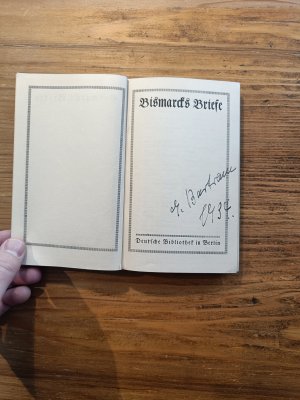 Bismarcks Briefe
1937.
Deutsche Bibliothek in Berlin